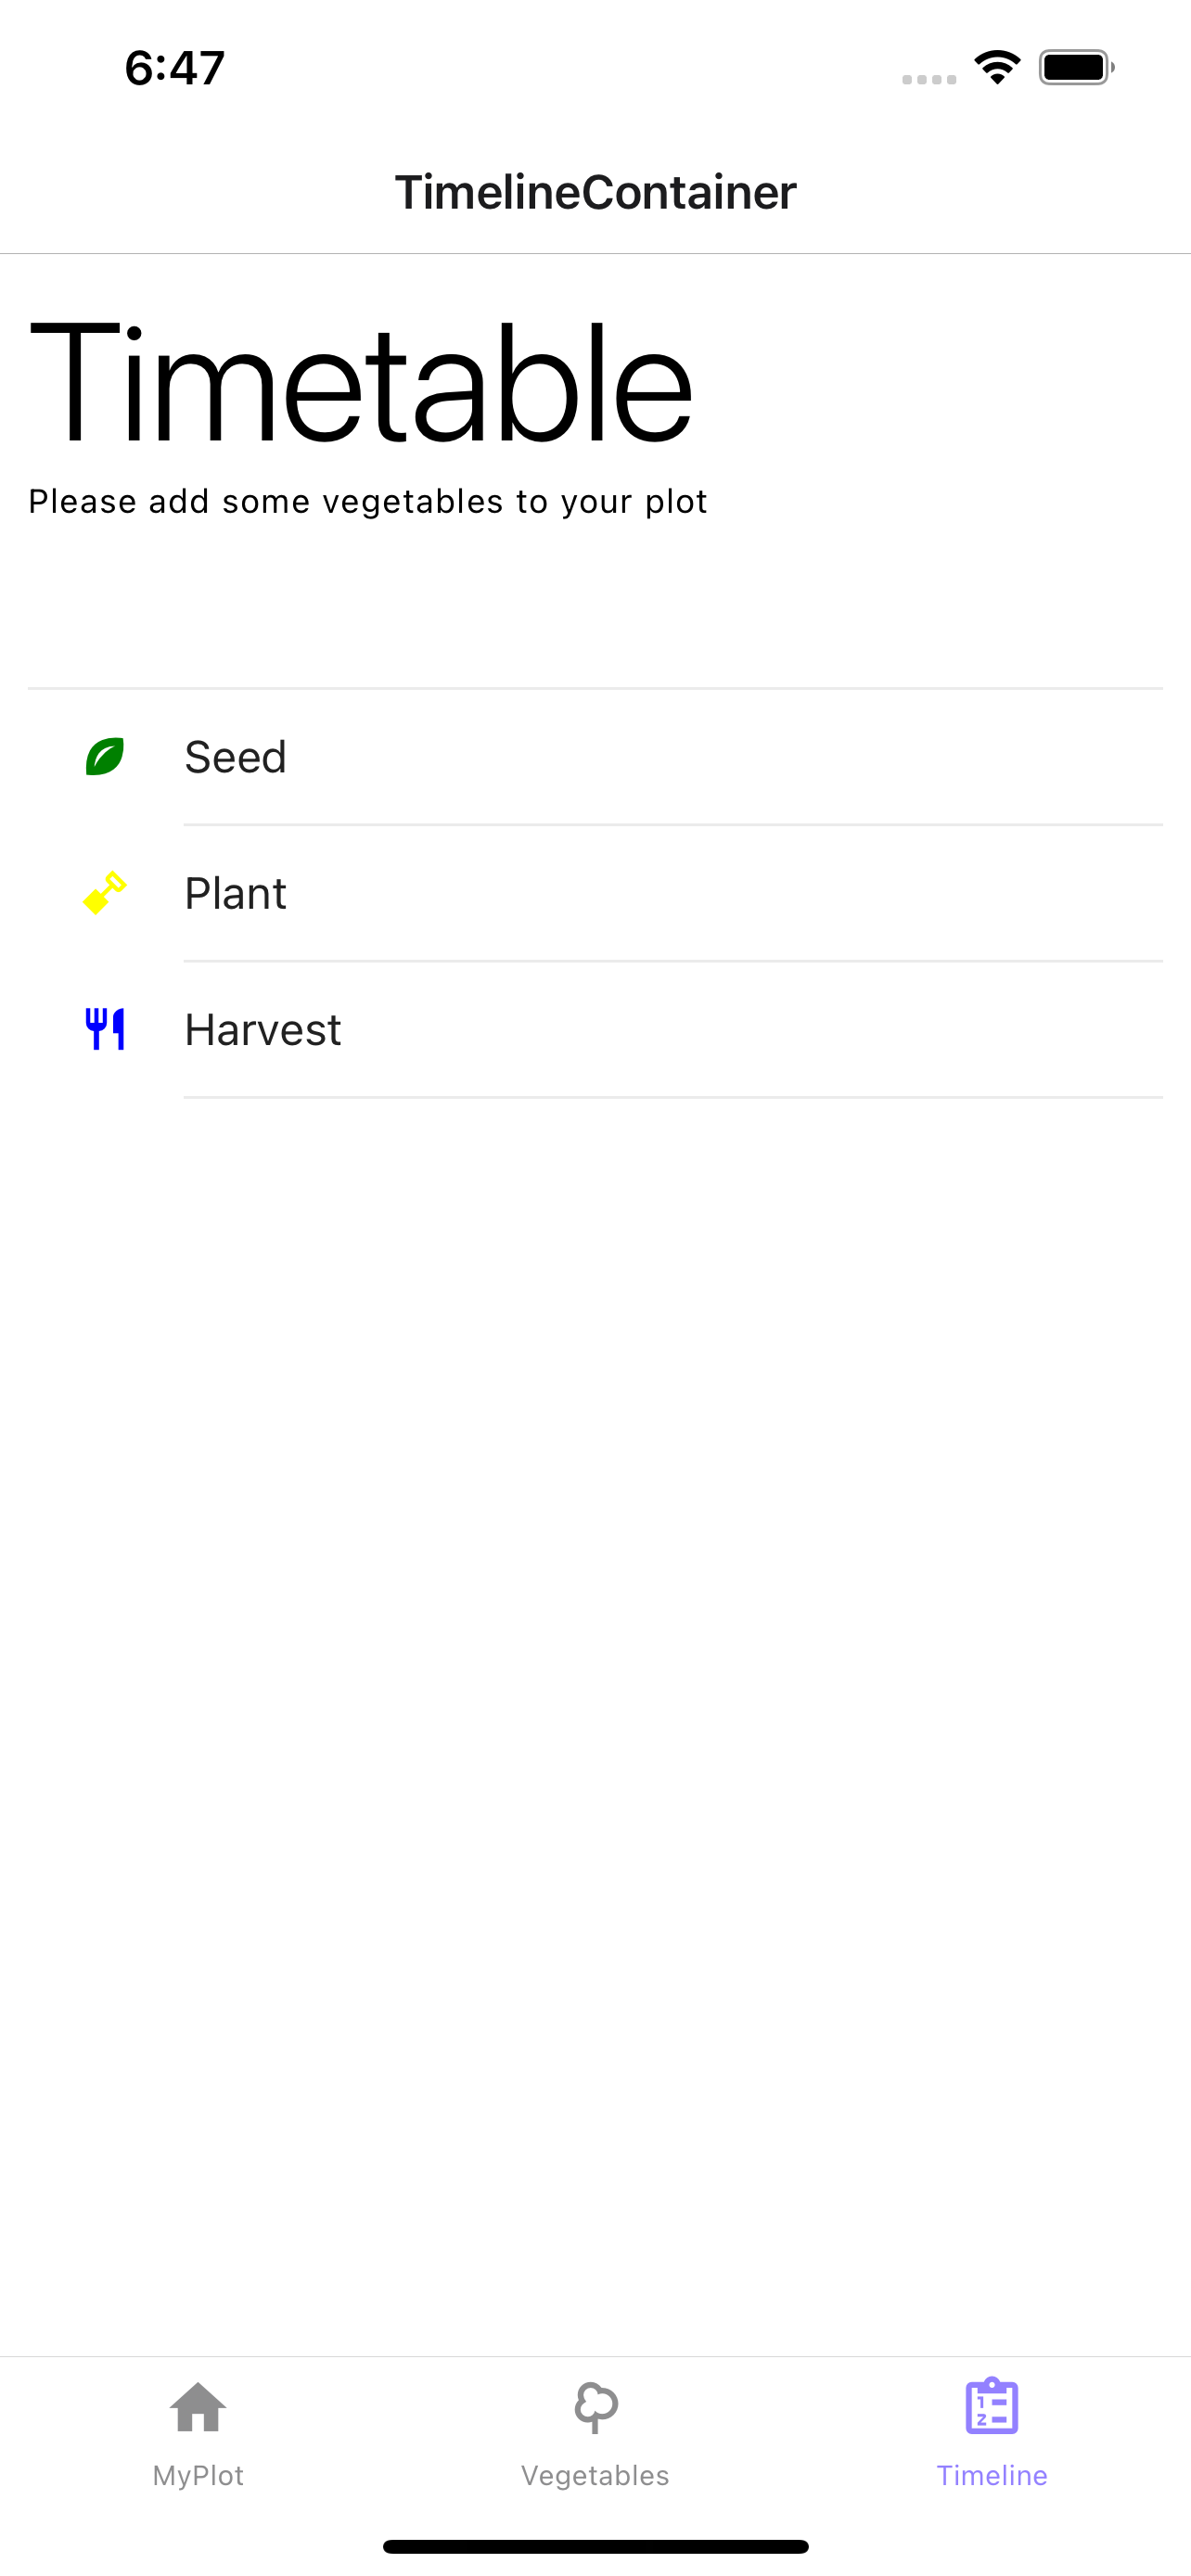 6:47
TimelineContainer
Timetable
Please add some vegetables to your plot
Seed
Plant
Harvest
MyPlot
Vegetables
Timeline